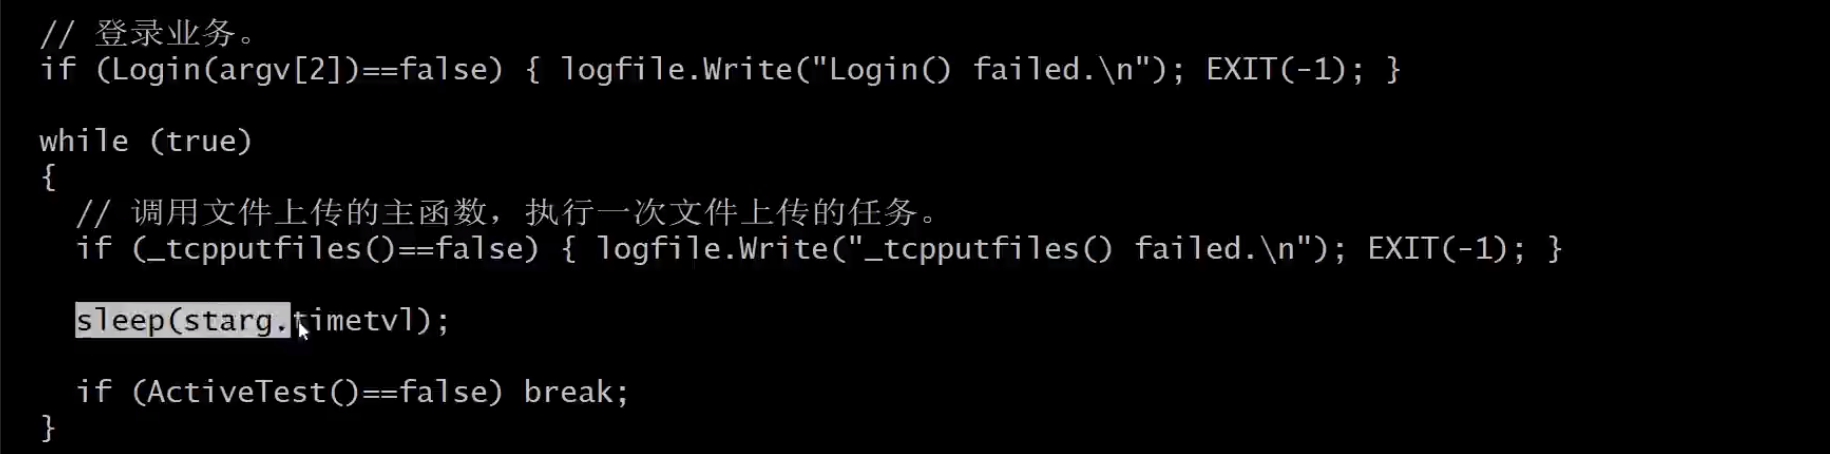 // 登录业务。
if (Login(argv[2])==false) { logfile.Write("Login() failed.\n"); EXIT(-1); }
while (true)
{
// 调用文件上传的主函数，执行一次文件上传的任务。
if (_tcpputfiles()==false) { logfile.Write("_tcpputfiles() failed.\n"); EXIT(-1); }
sleep(starg.timetvl);
if (ActiveTest()==false) break;
}